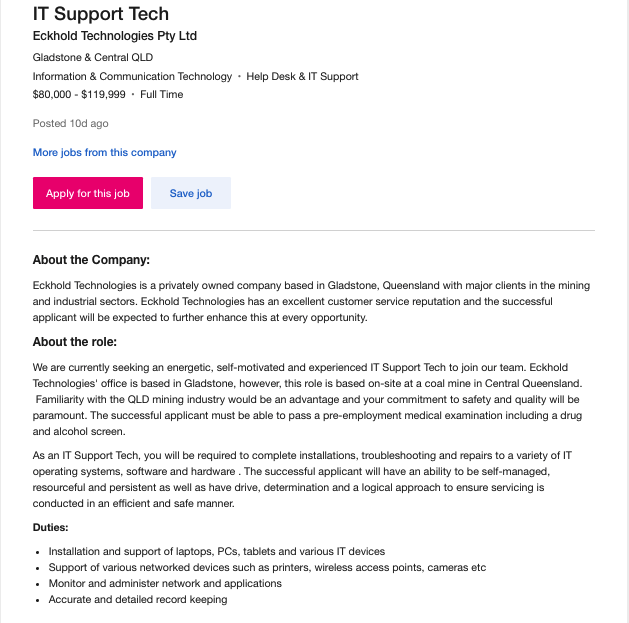 IT Support Tech
Eckhold Technologies Pty Ltd
Gladstone & Central QLD
Information & Communication Technology • Help Desk & IT Support
$80,000 - $119,999 • Full Time
Posted 10d ago
More jobs from this company
Apply for this job
Save job
About the Company:
Eckhold Technologies is a privately owned company based in Gladstone, Queensland with major clients in the mining
and industrial sectors. Eckhold Technologies has an excellent customer service reputation and the successful
applicant will be expected to further enhance this at every opportunity.
About the role:
We are currently seeking an energetic, self-motivated and experienced IT Support Tech to join our team. Eckhold
Technologies' office is based in Gladstone, however, this role is based on-site at a coal mine in Central Queensland.
Familiarity with the QLD mining industry would be an advantage and your commitment to safety and quality will be
paramount. The successful applicant must be able to pass a pre-employment medical examination including a drug
and alcohol screen.
As an IT Support Tech, you will be required to complete installations, troubleshooting and repairs to a variety of IT
operating systems, software and hardware . The successful applicant will have an ability to be self-managed,
resourceful and persistent as well as have drive, determination and a logical approach to ensure servicing is
conducted in an efficient and safe manner.
Duties:
• Installation and support of laptops, PCs, tablets and various IT devices
• Support of various networked devices such as printers, wireless access points, cameras etc
• Monitor and administer network and applications
• Accurate and detailed record keeping